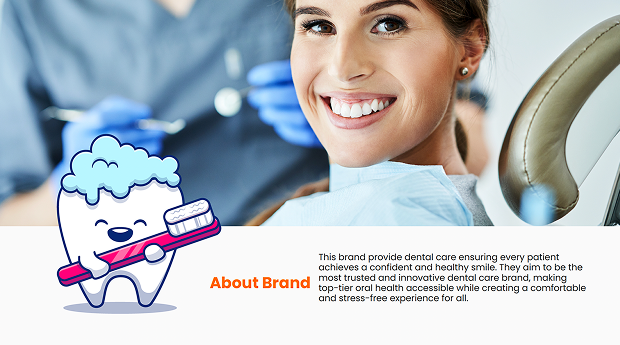 About Brand
This brand provide dental care ensuring every patient
achieves a confident and healthy smile. They aim to be the
most trusted and innovative dental care brand, making
top-tier oral health accessible while creating a comfortable
and stress-free experience for all.